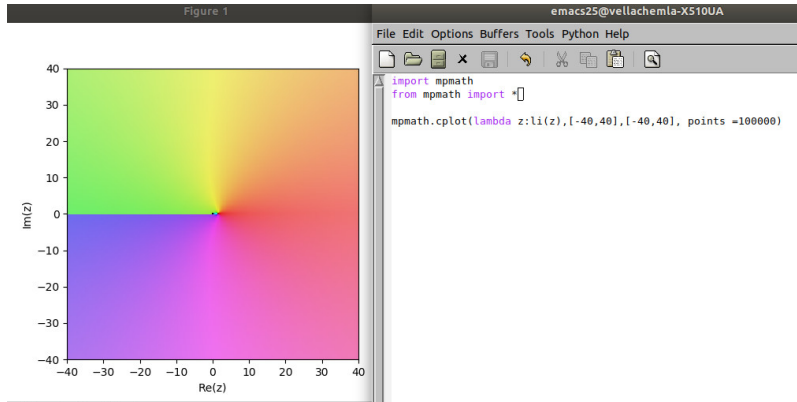 Figure 1
40
30
20
10
0
−10
−20
−30
−40
Im(z)
−40 −30 −20 −10 0 10 20 30 40
Re(z)
emacs25@vellachemla-X510UA
File Edit Options Buffers Tools Python Help
import mpmath
from mpmath import *
mpmath.cplot(lambda z:li(z),[-40,40],[-40,40], points =100000)